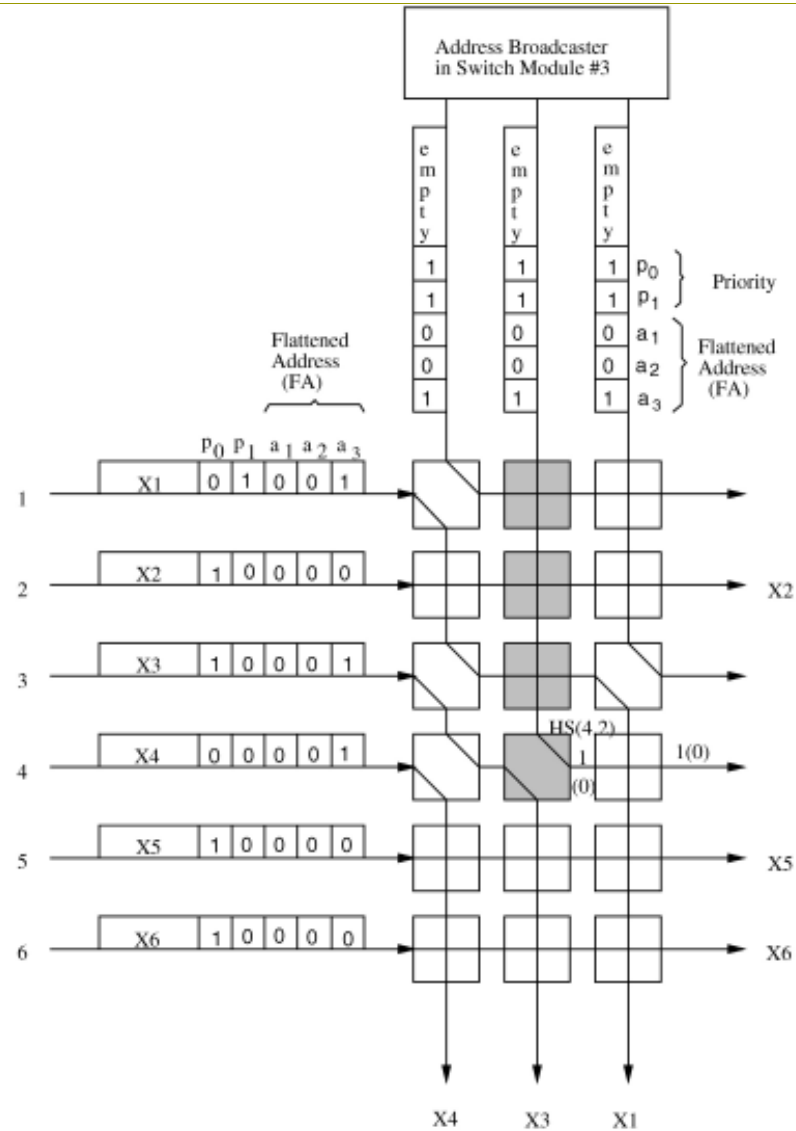 Address Broadcaster
in Switch Module #3
empty empty empty
1 1 1 p0
1 1 1 p1
Priority
0 0 0 a1
0 0 0 a2
1 1 1 a3
Flattened
Address
(FA)
Flattened
Address
(FA)
p0 p1 a1 a2 a3
1 X1 0 1 0 0 1
2 X2 1 0 0 0 0 X2
3 X3 1 0 0 0 1
HS(4,2)
4 X4 0 0 0 0 1 1 1(0)
(0)
5 X5 1 0 0 0 0 X5
6 X6 1 0 0 0 0 X6
X4 X3 X1